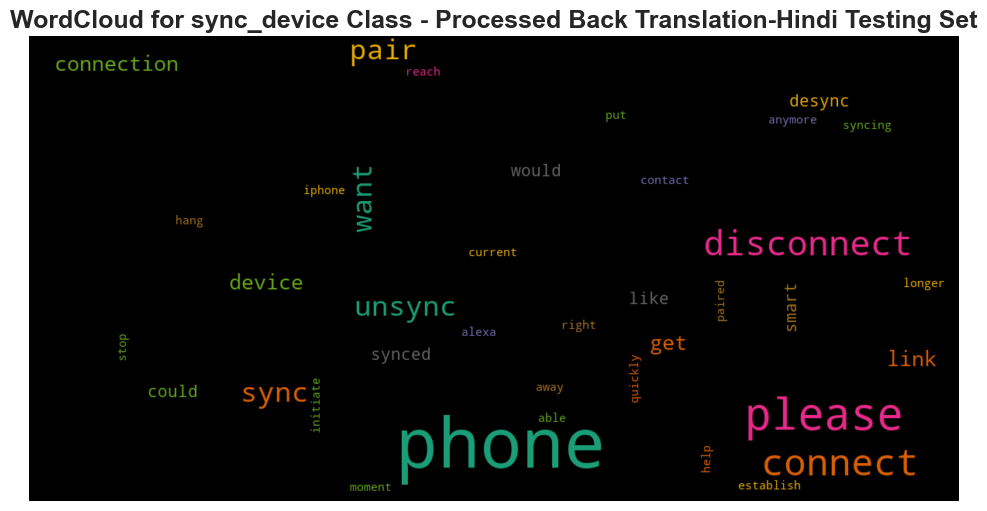 WordCloud for sync_device Class - Processed Back Translation-Hindi Testing Set
pair
connection
reach
desync
put
anymore
syncing
would
want
contact
iphone
hang
disconnect
current
device
longer
like
paired
smart
unsync
right
alexa
get
stop
synced
link
quickly
away
could
sync
initiate
please
able
phone
help
connect
establish
moment